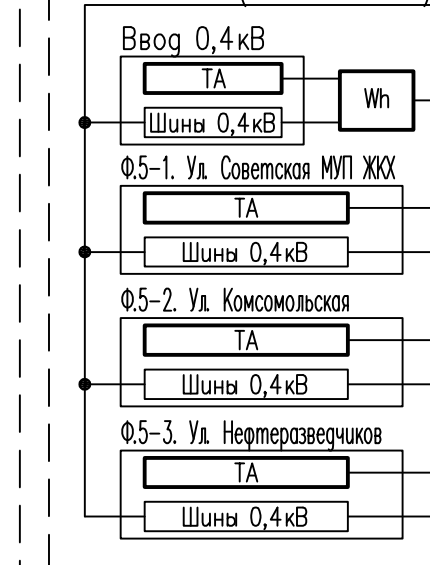 Ввод 0,4кВ
ТА
Wh
Шины 0,4кВ
Ф.5-1. Ул. Советская МУП ЖКХ
ТА
Шины 0,4кВ
Ф.5-2. Ул. Комсомольская
ТА
Шины 0,4кВ
Ф.5-3. Ул. Нефтеразведчиков
ТА
Шины 0,4кВ